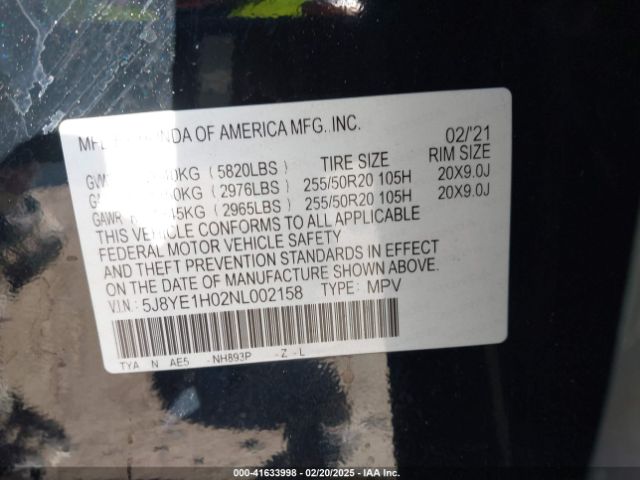 HONDA OF AMERICA MFG., INC. 02/'21
(5820LBS) TIRE SIZE RIM SIZE
(2976LBS) 255/50R20 105H 20X9.0J
GAWR (2965LBS) 255/50R20 105H 20X9.0J
THIS VEHICLE CONFORMS TO ALL APPLICABLE
FEDERAL MOTOR VEHICLE SAFETY
AND THEFT PREVENTION STANDARDS IN EFFECT
ON THE DATE OF MANUFACTURE SHOWN ABOVE.
V.I.N.: 5J8YE1H02NL002158 TYPE: MPV
TYA N AE5 -NH893P -Z -L
000-41633998 - 02/20/2025 - IAA Inc.